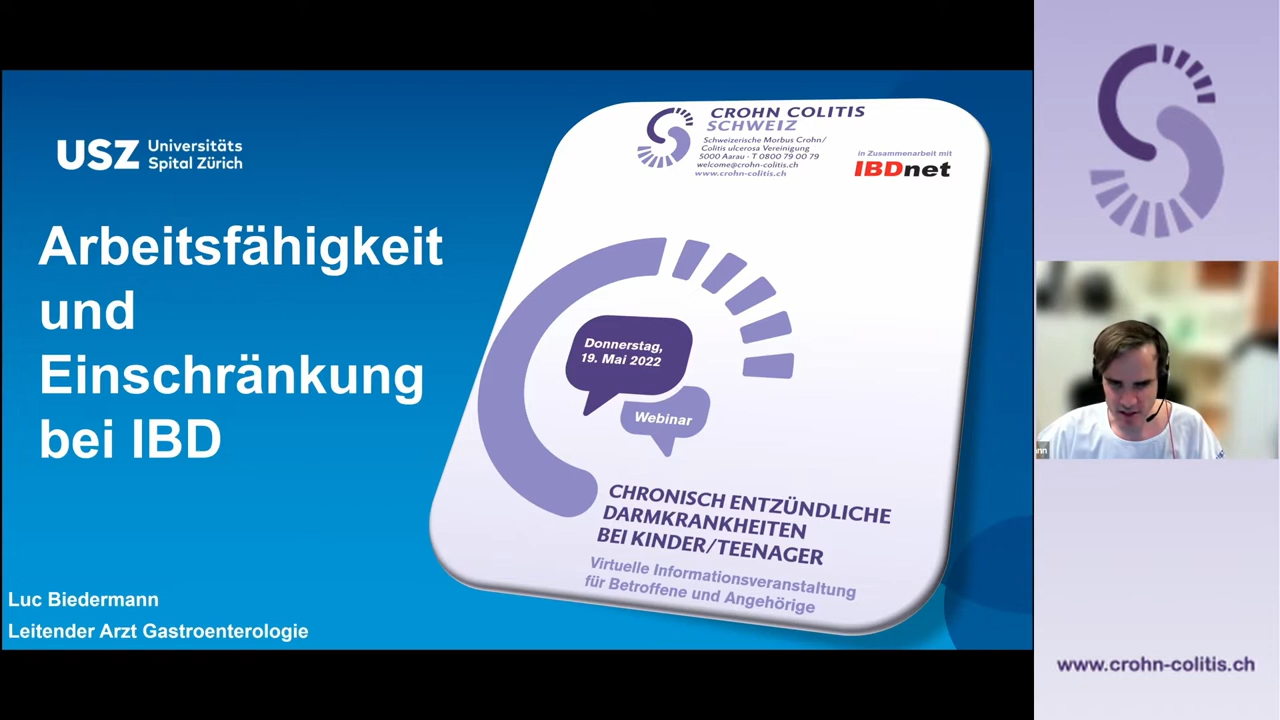 USZ Universitäts
Spital Zürich
Arbeitsfähigkeit
und
Einschränkung
bei IBD
Luc Biedermann
Leitender Arzt Gastroenterologie
CROHN COLITIS
SCHWEIZ
Schweizerische Morbus Crohn/
Colitis ulcerosa Vereinigung
5000 Aarau · T 0800 79 00 79
welcome@crohn-colitis.ch
www.crohn-colitis.ch
in Zusammenarbeit mit
IBDnet
Donnerstag,
19. Mai 2022
Webinar
CHRONISCH ENTZÜNDLICHE
DARMKRANKHEITEN
BEI KINDER/TEENAGER
Virtuelle Informationsveranstaltung
für Betroffene und Angehörige
www.crohn-colitis.ch